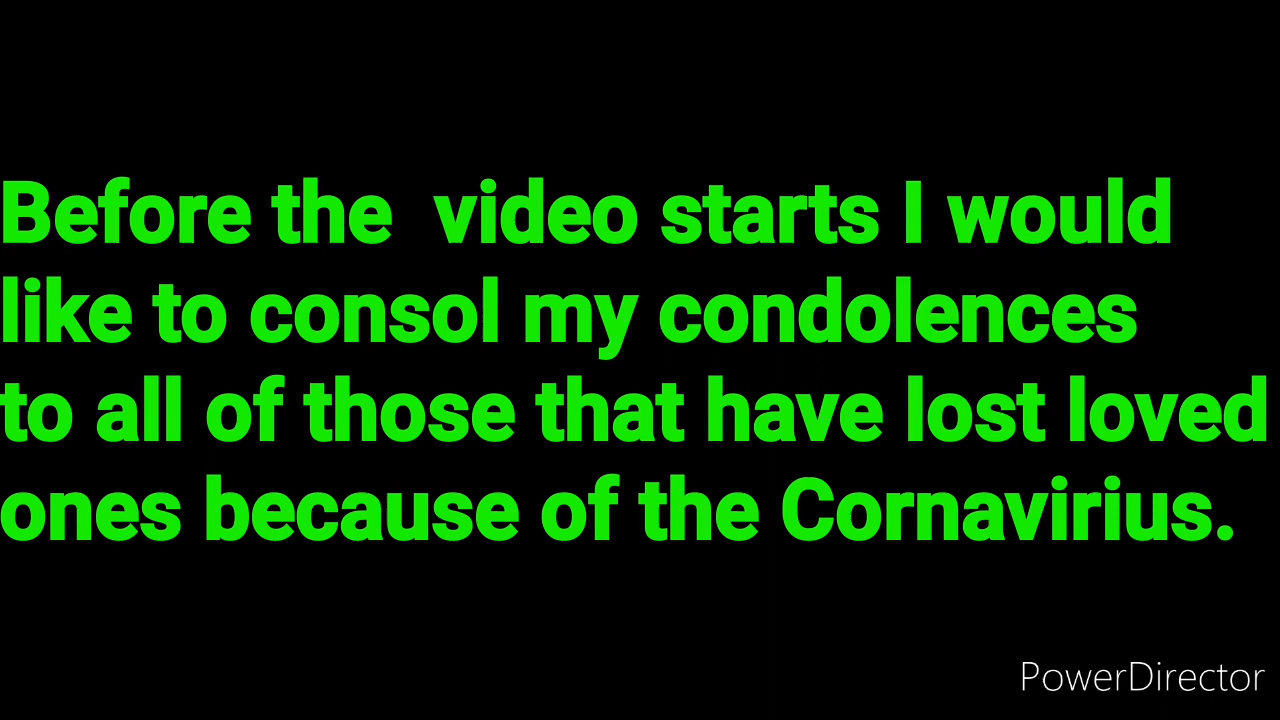 Before the  video starts I would
like to consol my condolences
to all of those that have lost loved
ones because of the Cornavirius.
PowerDirector